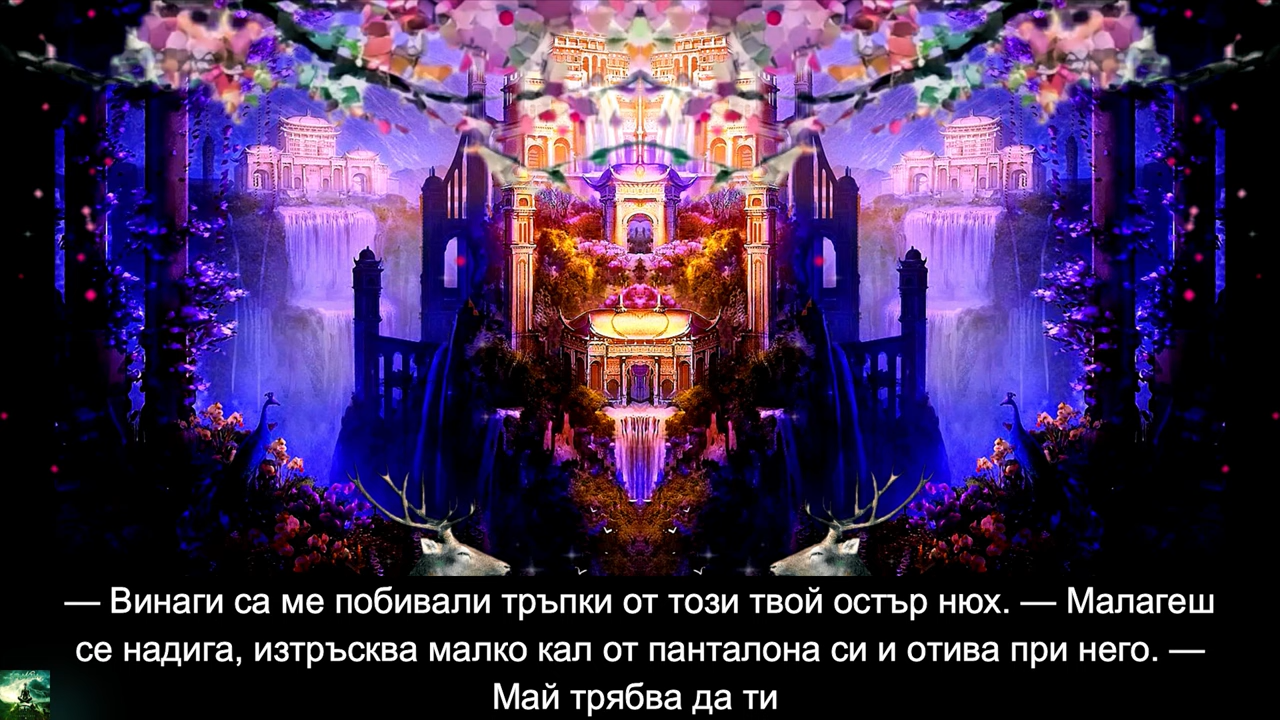 — Винаги са ме побивали тръпки от този твой остър нюх. — Малагеш
се надига, изтръсква малко кал от панталона си и отива при него. —
Май трябва да ти